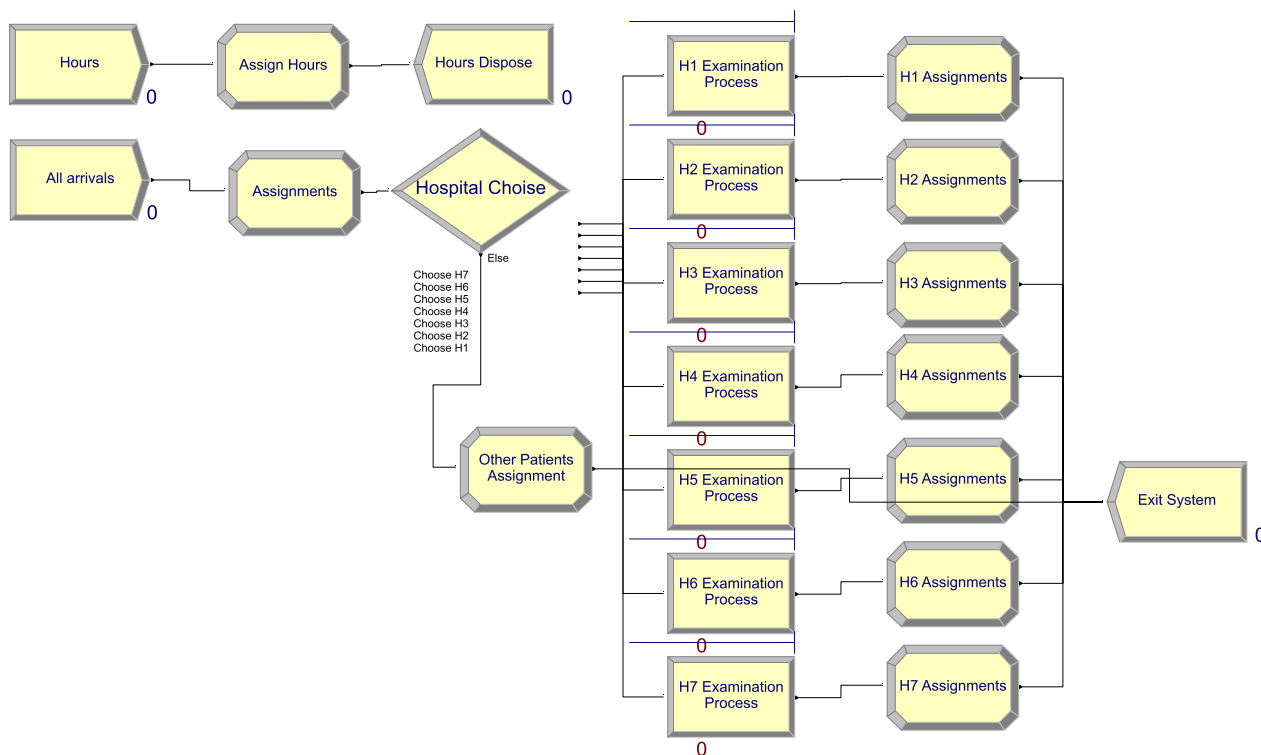 Hours
0
Assign Hours
Hours Dispose
0
All arrivals
0
Assignments
Hospital Choise
Else
Choose H7
Choose H6
Choose H5
Choose H4
Choose H3
Choose H2
Choose H1
Other Patients
Assignment
H1 Examination
Process
0
H1 Assignments
H2 Examination
Process
0
H2 Assignments
H3 Examination
Process
0
H3 Assignments
H4 Examination
Process
0
H4 Assignments
H5 Examination
Process
0
H5 Assignments
H6 Examination
Process
0
H6 Assignments
H7 Examination
Process
0
H7 Assignments
Exit System
0